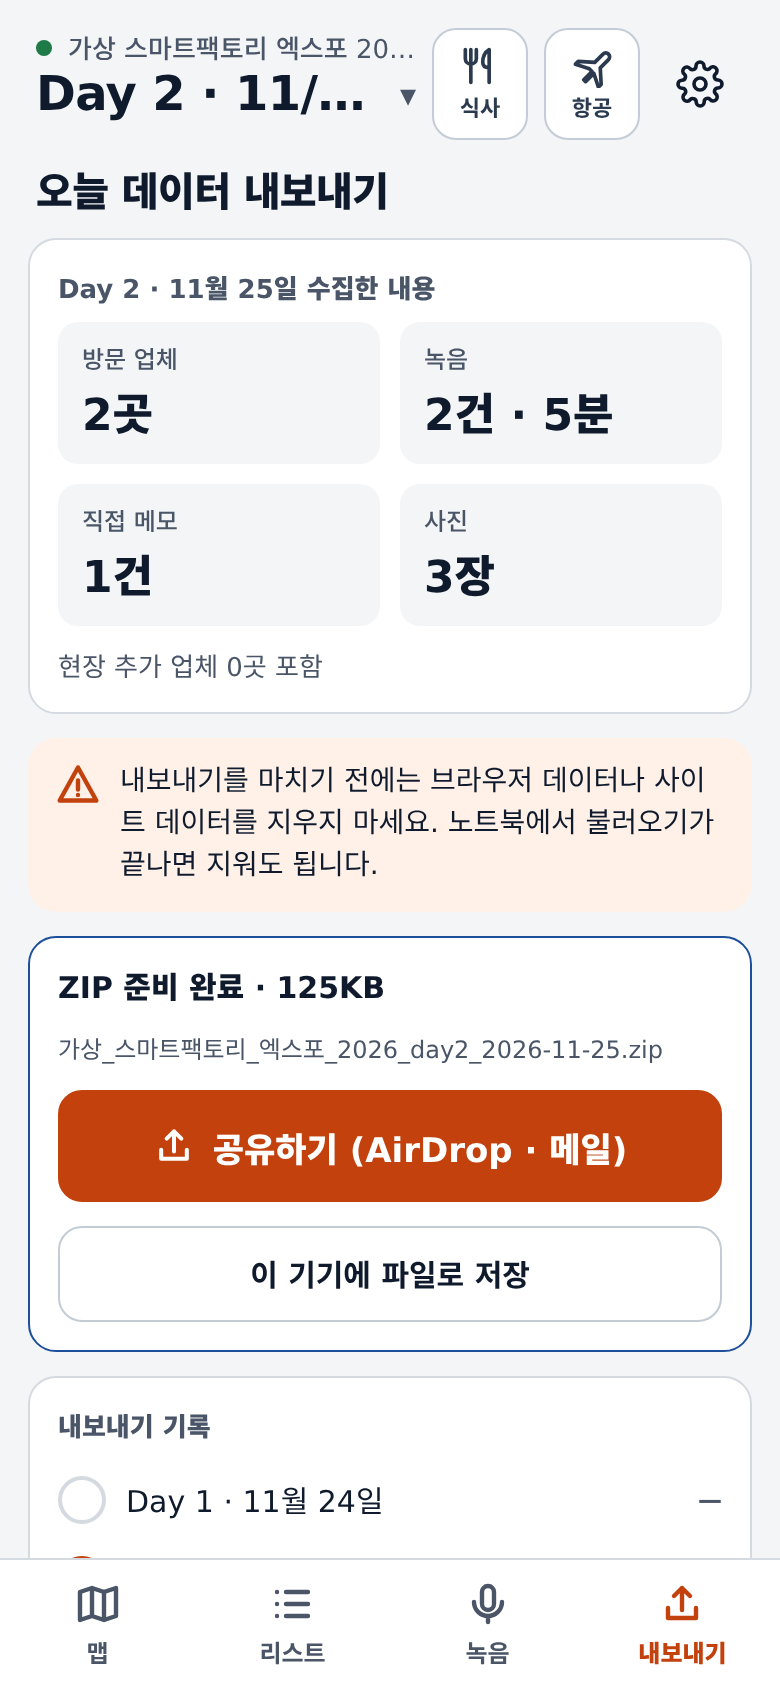 가상 스마트팩토리 엑스포 20...
Day 2 · 11/...
식사
항공
오늘 데이터 내보내기
Day 2 · 11월 25일 수집한 내용
방문 업체
녹음
2곳
2건 · 5분
직접 메모
사진
1건
3장
현장 추가 업체 0곳 포함
내보내기를 마치기 전에는 브라우저 데이터나 사이
트 데이터를 지우지 마세요. 노트북에서 불러오기가
끝나면 지워도 됩니다.
ZIP 준비 완료 · 125KB
가상_스마트팩토리_엑스포_2026_day2_2026-11-25.zip
공유하기 (AirDrop · 메일)
이 기기에 파일로 저장
내보내기 기록
Day 1 · 11월 24일
—
맵
리스트
녹음
내보내기